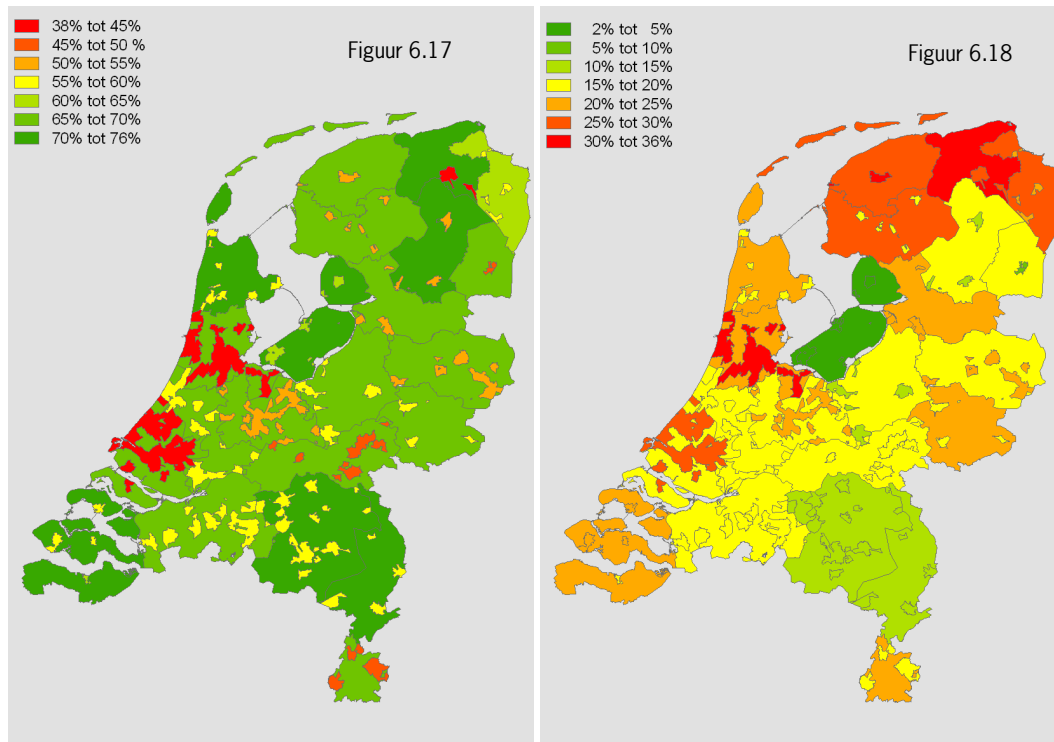 38% tot 45%
45% tot 50 %
50% tot 55%
55% tot 60%
60% tot 65%
65% tot 70%
70% tot 76%
Figuur 6.17
2% tot 5%
5% tot 10%
10% tot 15%
15% tot 20%
20% tot 25%
25% tot 30%
30% tot 36%
Figuur 6.18